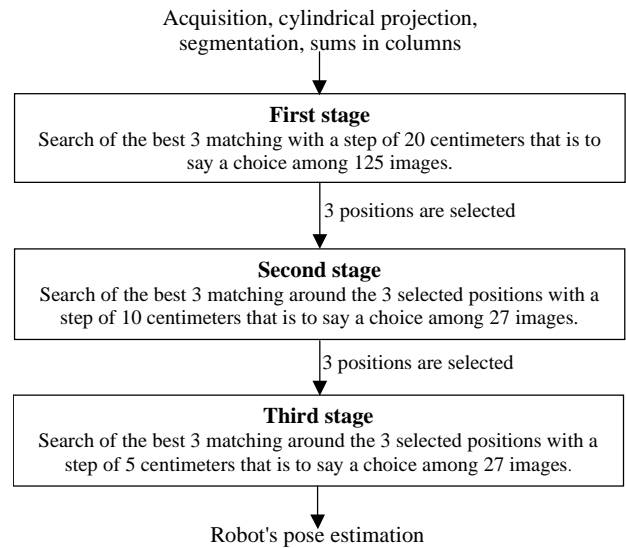 Acquisition, cylindrical projection,
segmentation, sums in columns
First stage
Search of the best 3 matching with a step of 20 centimeters that is to
say a choice among 125 images.
3 positions are selected
Second stage
Search of the best 3 matching around the 3 selected positions with a
step of 10 centimeters that is to say a choice among 27 images.
3 positions are selected
Third stage
Search of the best 3 matching around the 3 selected positions with a
step of 5 centimeters that is to say a choice among 27 images.
Robot's pose estimation